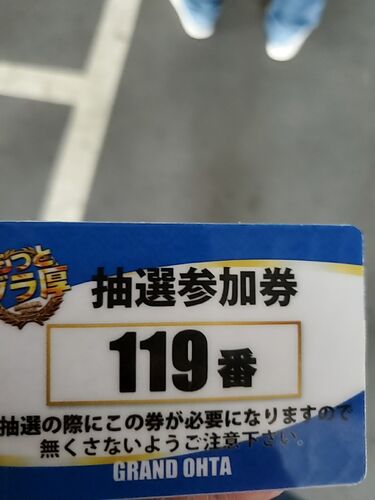 抽選参加券
119番
抽選の際にこの券が必要になりますので
無くさないようご注意下さい。
GRAND OHTA